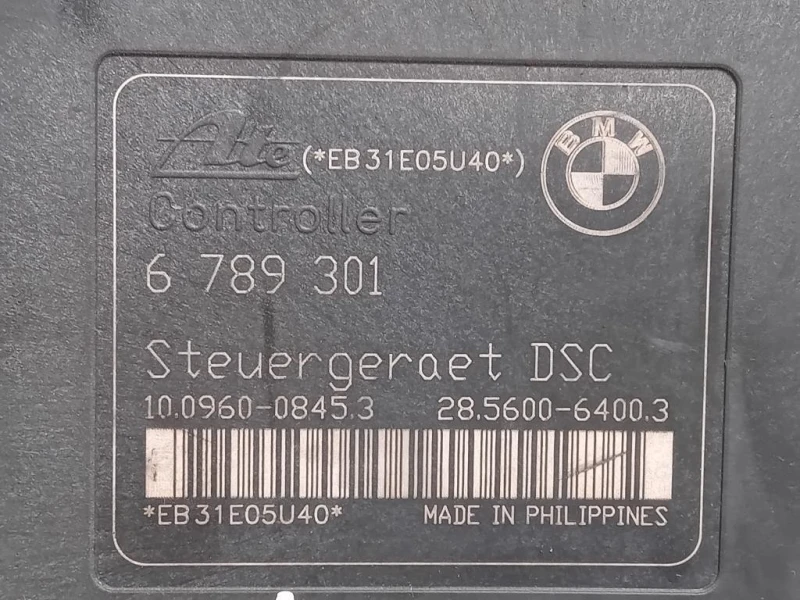 Ate (*EB31E05U40*) BMW
Controller
6 789 301
Steuergeraet DSC
10.0960-0845.3 28.5600-6400.3
*EB31E05U40* MADE IN PHILIPPINES